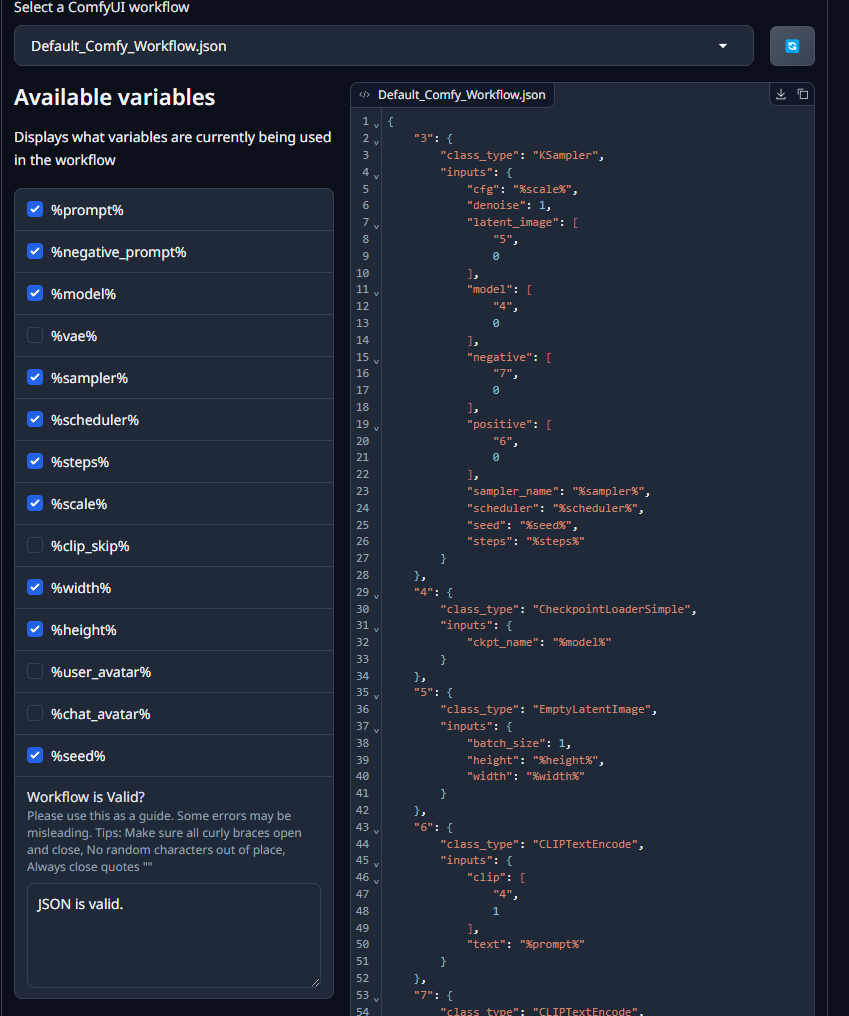 Select a ComfyUI workflow
Default_Comfy_Workflow.json
Available variables
Displays what variables are currently being used
in the workflow
%prompt%
%negative_prompt%
%model%
%vae%
%sampler%
%scheduler%
%steps%
%scale%
%clip_skip%
%width%
%height%
%user_avatar%
%chat_avatar%
%seed%
Workflow is Valid?
Please use this as a guide. Some errors may be
misleading. Tips: Make sure all curly braces open
and close, No random characters out of place,
Always close quotes ""
JSON is valid.
</> Default_Comfy_Workflow.json
1 {
2 "3": {
3 "class_type": "KSampler",
4 "inputs": {
5 "cfg": "%scale%",
6 "denoise": 1,
7 "latent_image": [
8 "5",
9 0
10 ],
11 "model": [
12 "4",
13 0
14 ],
15 "negative": [
16 "7",
17 0
18 ],
19 "positive": [
20 "6",
21 0
22 ],
23 "sampler_name": "%sampler%",
24 "scheduler": "%scheduler%",
25 "seed": "%seed%",
26 "steps": "%steps%"
27 }
28 },
29 "4": {
30 "class_type": "CheckpointLoaderSimple",
31 "inputs": {
32 "ckpt_name": "%model%"
33 }
34 },
35 "5": {
36 "class_type": "EmptyLatentImage",
37 "inputs": {
38 "batch_size": 1,
39 "height": "%height%",
40 "width": "%width%"
41 }
42 },
43 "6": {
44 "class_type": "CLIPTextEncode",
45 "inputs": {
46 "clip": [
47 "4",
48 1
49 ],
50 "text": "%prompt%"
51 }
52 },
53 "7": {
54 "class_type": "CLIPTextEncode",